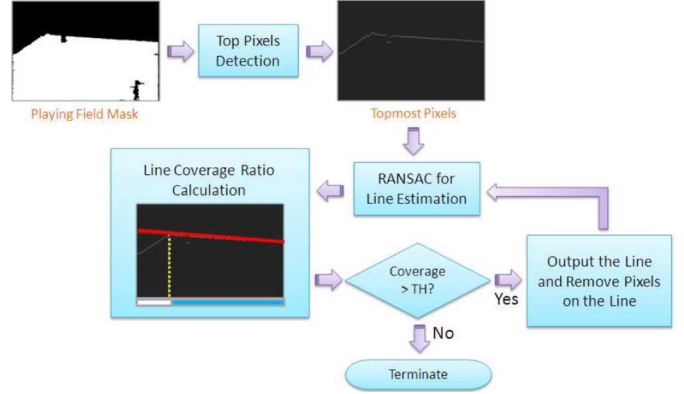 Top Pixels
Detection
Playing Field Mask
Topmost Pixels
Line Coverage Ratio
Calculation
RANSAC for
Line Estimation
Coverage
> TH?
Yes
Output the Line
and Remove Pixels
on the Line
No
Terminate